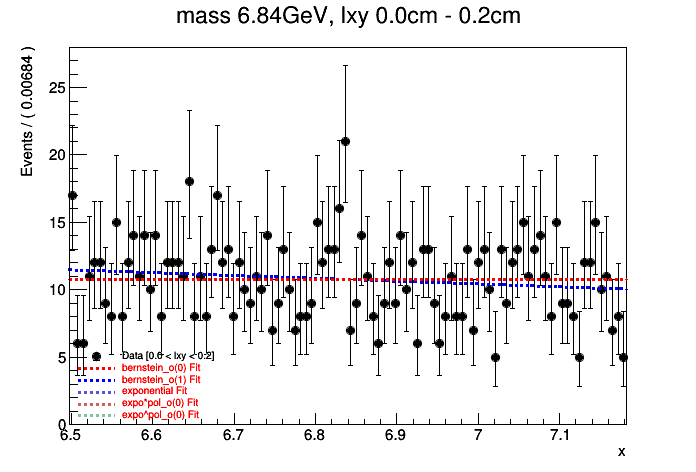 mass 6.84GeV, lxy 0.0cm - 0.2cm
Events / ( 0.00684 )
25
20
15
10
5
0
Data [0.0 < lxy < 0.2]
bernstein_o(0) Fit
bernstein_o(1) Fit
exponential Fit
expo*pol_o(0) Fit
expo^pol_o(0) Fit
6.5 6.6 6.7 6.8 6.9 7 7.1
x